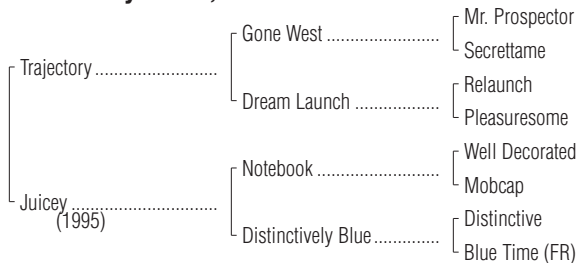 Mr. Prospector
Gone West ........................
Secrettame
Trajectory ..........................
Relaunch
Dream Launch ..................
Pleasuresome
Well Decorated
Notebook ..........................
Mobcap
Juicey ...............................
(1995)
Distinctive
Distinctively Blue..............
Blue Time (FR)